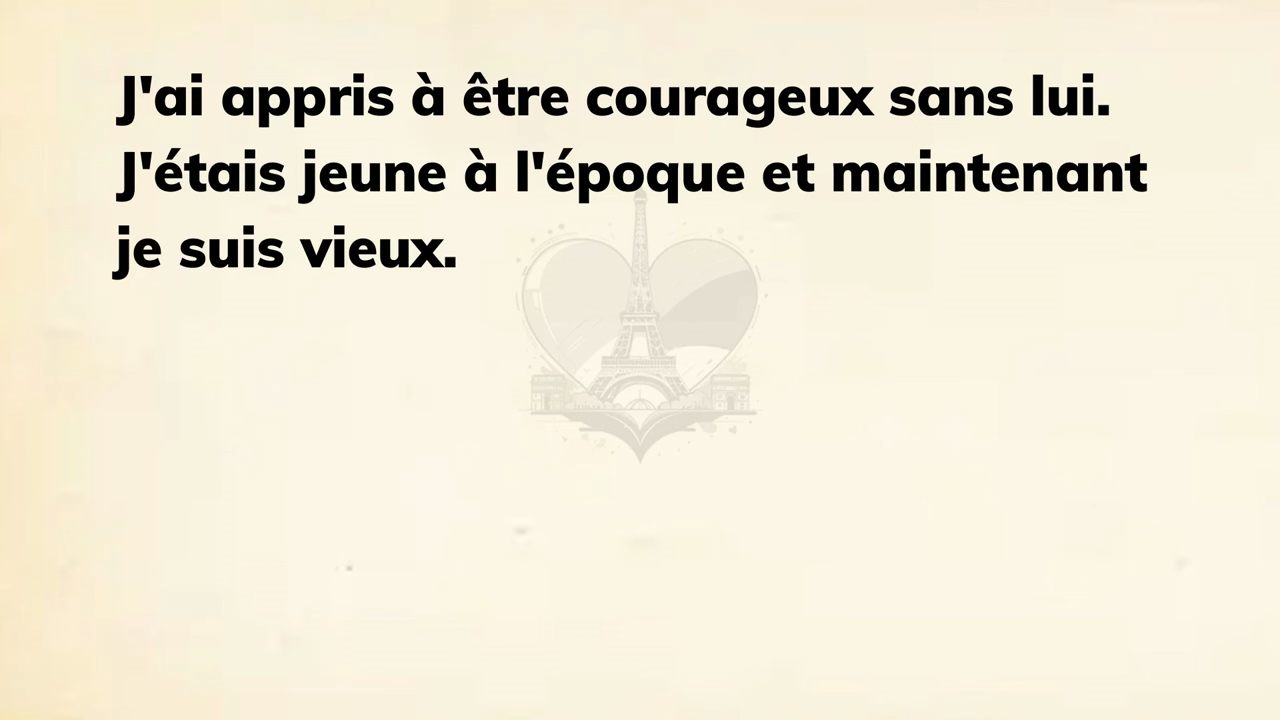 J'ai appris à être courageux sans lui.
J'étais jeune à l'époque et maintenant
je suis vieux.